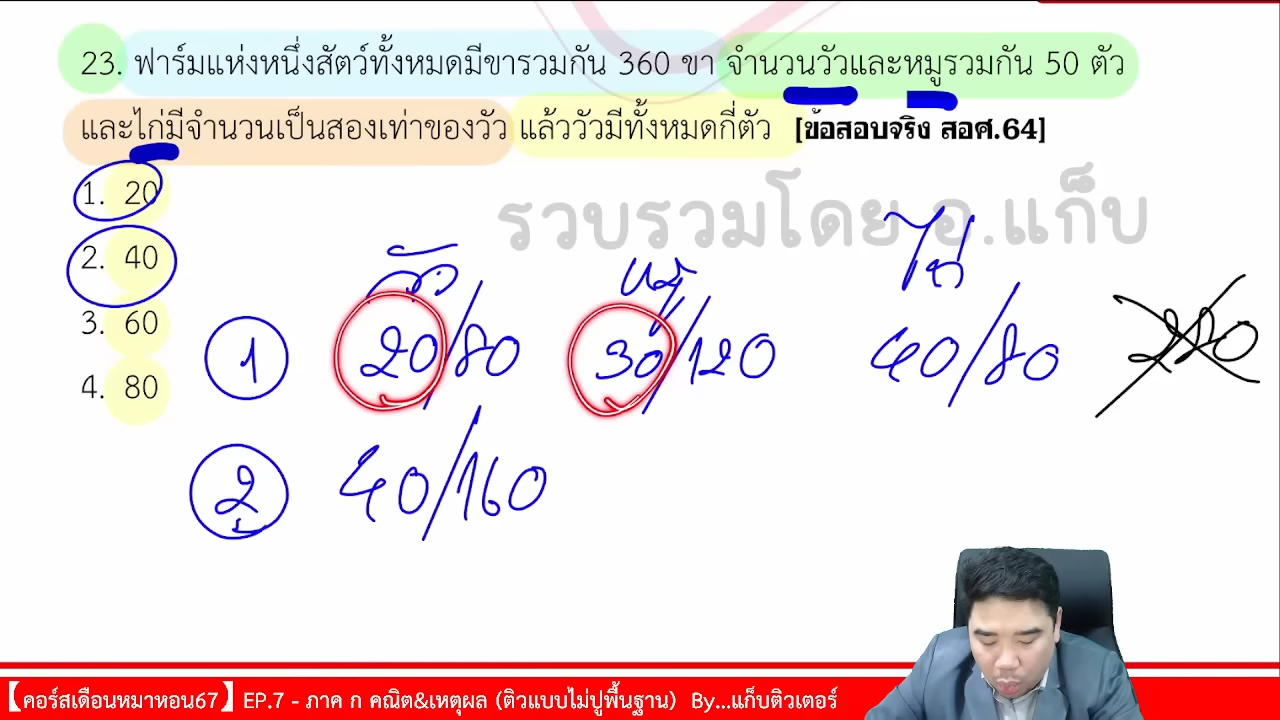 23. ฟาร์มแห่งหนึ่งสัตว์ทั้งหมดมีขารวมกัน 360 ขา จำนวนวัวและหมูรวมกัน 50 ตัว
และไก่มีจำนวนเป็นสองเท่าของวัว แล้ววัวมีทั้งหมดกี่ตัว [ข้อสอบจริง สอศ.64]
1. 20
รวบรวมโดย อ.แก็บ
2. 40
วัว หมู ไก่
3. 60
1 20/80 30/120 40/80
4. 80
2 40/160
【คอร์สเดือนหมาหอน67】 EP.7 - ภาค ก คณิต&เหตุผล (ติวแบบไม่ปูพื้นฐาน) By...แก็บติวเตอร์